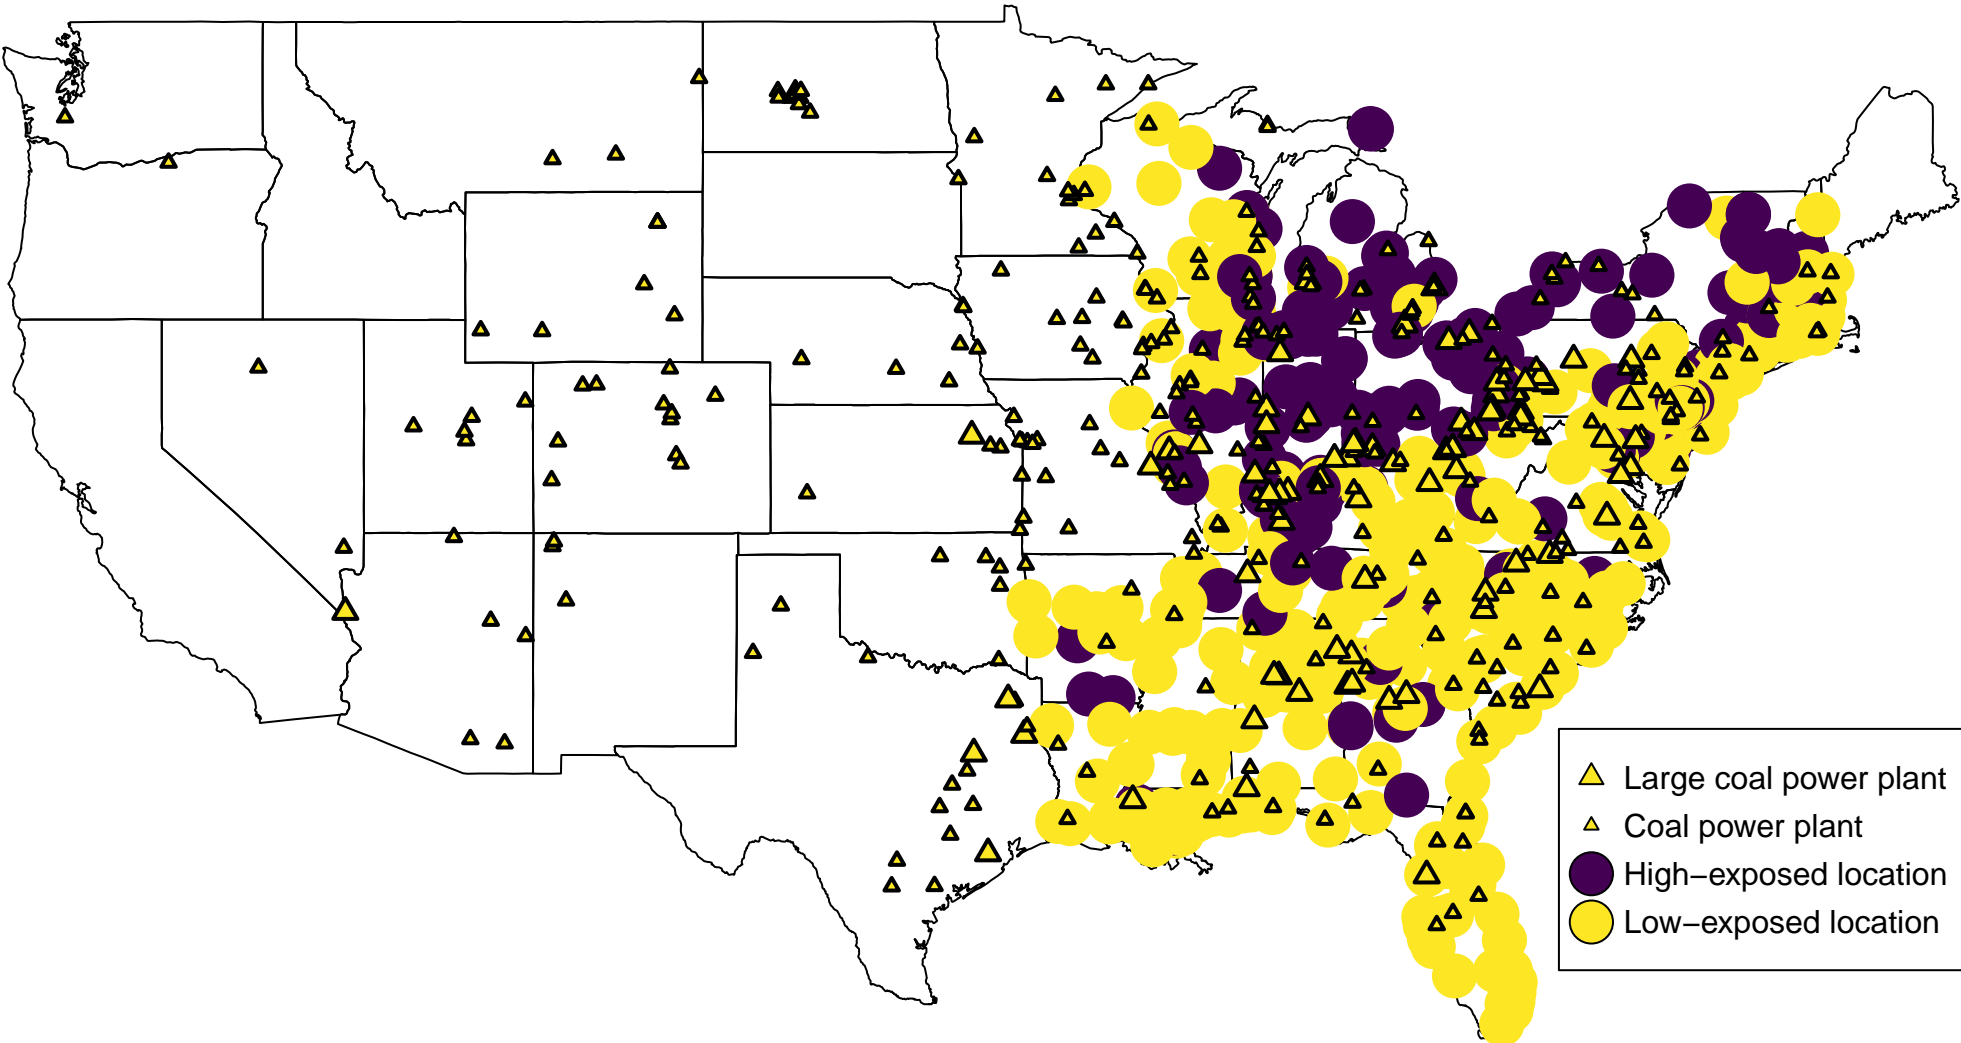 Large coal power plant
Coal power plant
High−exposed location
Low−exposed location